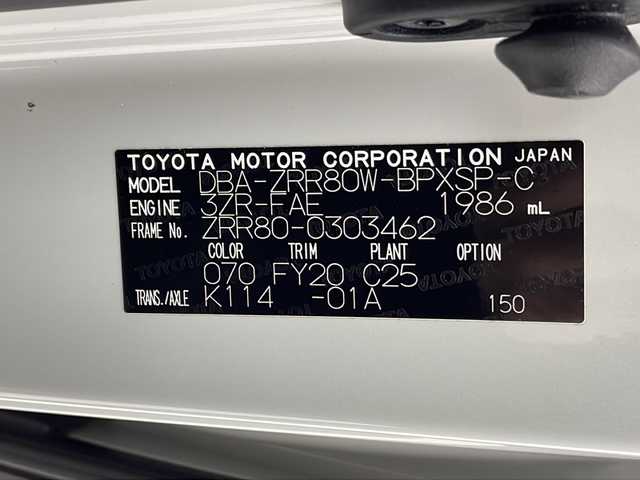 TOYOTA MOTOR CORPORATION JAPAN
MODEL DBA-ZRR80W-BPXSP-C
ENGINE 3ZR-FAE 1986 mL
FRAME No. ZRR80-0303462
COLOR TRIM PLANT OPTION
070 FY20 C25
TRANS./AXLE K114 -01A 150